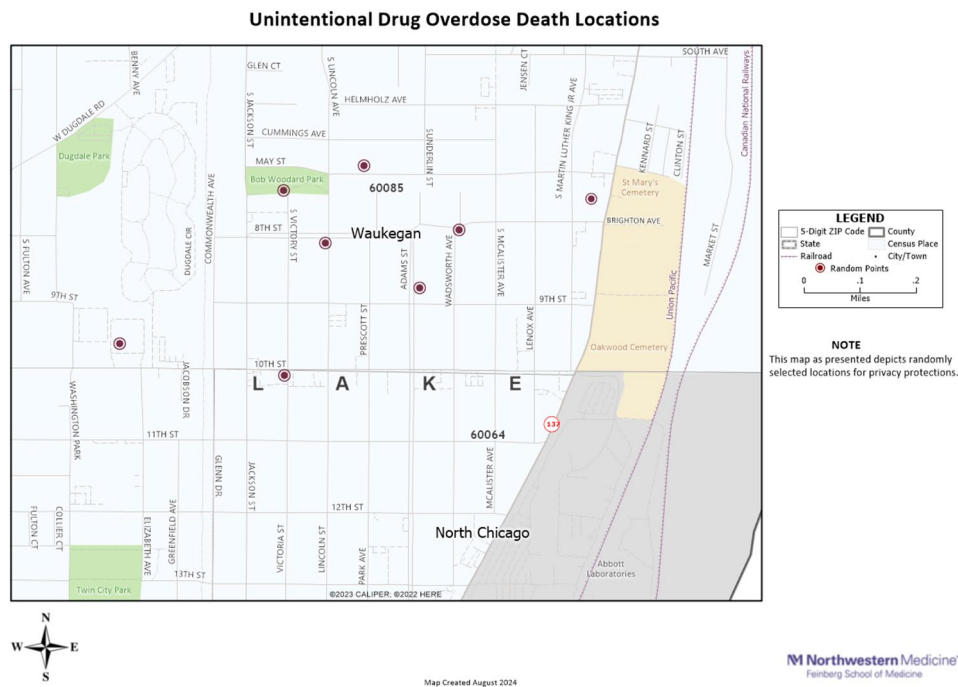 Unintentional Drug Overdose Death Locations
SOUTH AVE
BENNY AVE
GLEN CT
S LINCOLN AVE
JENSEN CT
Canadian National Railways
HELMHOLZ AVE
S JACKSON ST
S MARTIN LUTHER KING JR AVE
W DUGDALE RD
CUMMINGS AVE
SUNDERLIN ST
KENNARD ST
CLINTON ST
Dugdale Park
MAY ST
Bob Woodard Park
60085
St Mary's
Cemetery
COMMONWEALTH AVE
DUGDALE CIR
S VICTORY ST
8TH ST
Waukegan
BRIGHTON AVE
MARKET ST
S FULTON AVE
ADAMS ST
WADSWORTH AVE
S MCALISTER AVE
Union Pacific
9TH ST
9TH ST
PRESCOTT ST
LENOX AVE
Oakwood Cemetery
10TH ST
L A K E
JACOBSON DR
WASHINGTON PARK
137
11TH ST
60064
GLENN DR
JACKSON ST
MCALISTER AVE
12TH ST
FULTON CT
COLLIER CT
ELIZABETH AVE
GREENFIELD AVE
VICTORIA ST
LINCOLN ST
PARK AVE
North Chicago
13TH ST
Abbott
Laboratories
Twin City Park
©2023 CALIPER; ©2022 HERE
LEGEND
5-Digit ZIP Code
County
State
Census Place
Railroad
City/Town
Random Points
0 .1 .2
Miles
NOTE
This map as presented depicts randomly
selected locations for privacy protections.
N
W E
S
Map Created August 2024
Northwestern Medicine®
Feinberg School of Medicine